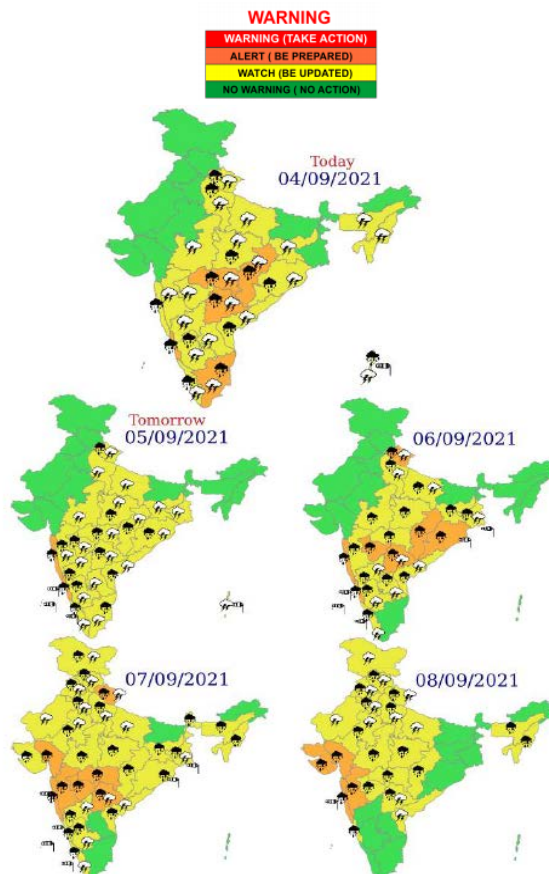 WARNING
WARNING (TAKE ACTION)
ALERT ( BE PREPARED)
WATCH (BE UPDATED)
NO WARNING ( NO ACTION)
Today
04/09/2021
Tomorrow
05/09/2021
06/09/2021
07/09/2021
08/09/2021